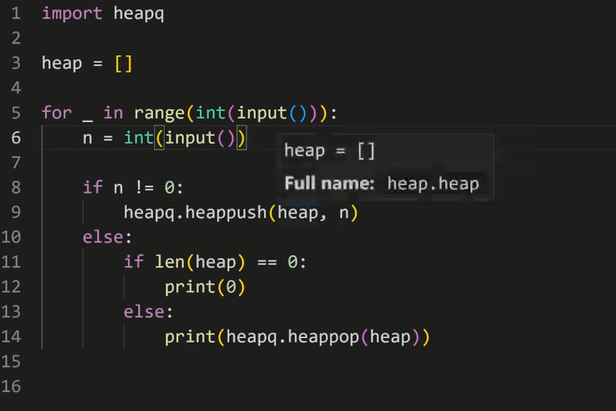 1 import heapq
2
3 heap = []
4
5 for _ in range(int(input())):
6     n = int(input())
heap = []
7
Full name: heap.heap
8     if n != 0:
9         heapq.heappush(heap, n)
10     else:
11         if len(heap) == 0:
12             print(0)
13         else:
14             print(heapq.heappop(heap))
15
16